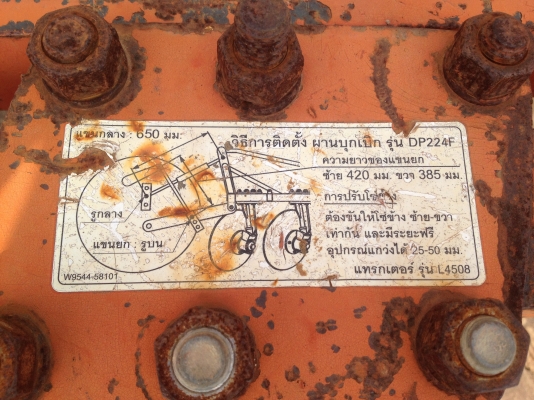 แขนกลาง : 650 มม.
วิธีการติดตั้ง ผานบุกเบิก รุ่น DP224F
ความยาวของแขนยก
ซ้าย 420 มม. ขวา 385 มม.
การปรับโซ่ข้าง
ต้องขันให้โซ่ข้าง ซ้าย-ขวา
เท่ากัน และมีระยะฟรี
อุปกรณ์แกว่งได้ 25-50 มม.
แทรกเตอร์ รุ่น L4508
รูกลาง
แขนยก : รูบน
W9544-58101